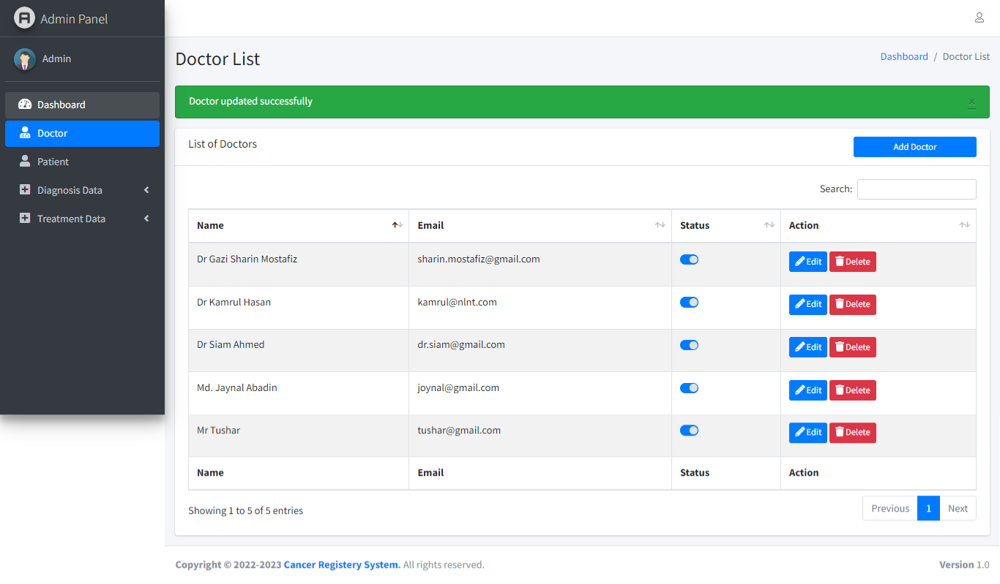 Admin Panel
Admin
Dashboard
Doctor
Patient
Diagnosis Data
Treatment Data
Doctor List
Dashboard / Doctor List
Doctor updated successfully ×
List of Doctors
Add Doctor
Search:
Name Email Status Action
Dr Gazi Sharin Mostafiz sharin.mostafiz@gmail.com Edit Delete
Dr Kamrul Hasan kamrul@nlnt.com Edit Delete
Dr Siam Ahmed dr.siam@gmail.com Edit Delete
Md. Jaynal Abadin joynal@gmail.com Edit Delete
Mr Tushar tushar@gmail.com Edit Delete
Name Email Status Action
Showing 1 to 5 of 5 entries
Previous 1 Next
Copyright © 2022-2023 Cancer Registery System. All rights reserved.
Version 1.0